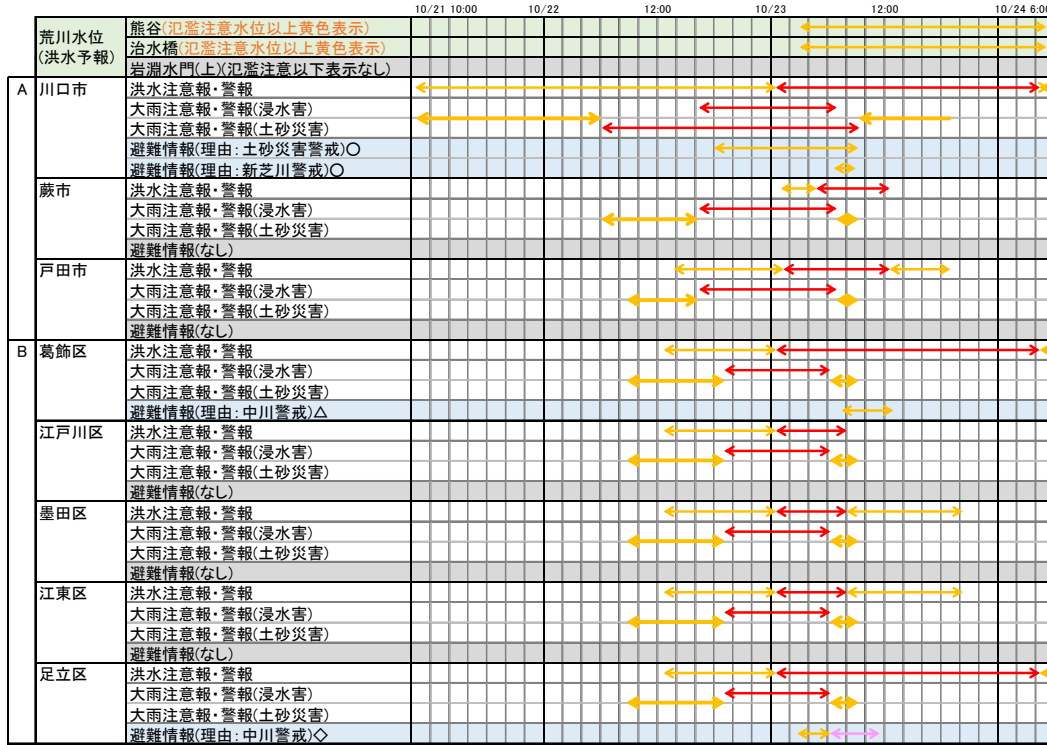 10/21 10:00 10/22 12:00 10/23 12:00 10/24 6:00
荒川水位
(洪水予報)
熊谷(氾濫注意水位以上黄色表示)
治水橋(氾濫注意水位以上黄色表示)
岩淵水門(上)(氾濫注意以下表示なし)
A 川口市 洪水注意報・警報
大雨注意報・警報(浸水害)
大雨注意報・警報(土砂災害)
避難情報(理由:土砂災害警戒)○
避難情報(理由:新芝川警戒)○
蕨市 洪水注意報・警報
大雨注意報・警報(浸水害)
大雨注意報・警報(土砂災害)
避難情報(なし)
戸田市 洪水注意報・警報
大雨注意報・警報(浸水害)
大雨注意報・警報(土砂災害)
避難情報(なし)
B 葛飾区 洪水注意報・警報
大雨注意報・警報(浸水害)
大雨注意報・警報(土砂災害)
避難情報(理由:中川警戒)△
江戸川区 洪水注意報・警報
大雨注意報・警報(浸水害)
大雨注意報・警報(土砂災害)
避難情報(なし)
墨田区 洪水注意報・警報
大雨注意報・警報(浸水害)
大雨注意報・警報(土砂災害)
避難情報(なし)
江東区 洪水注意報・警報
大雨注意報・警報(浸水害)
大雨注意報・警報(土砂災害)
避難情報(なし)
足立区 洪水注意報・警報
大雨注意報・警報(浸水害)
大雨注意報・警報(土砂災害)
避難情報(理由:中川警戒)◇